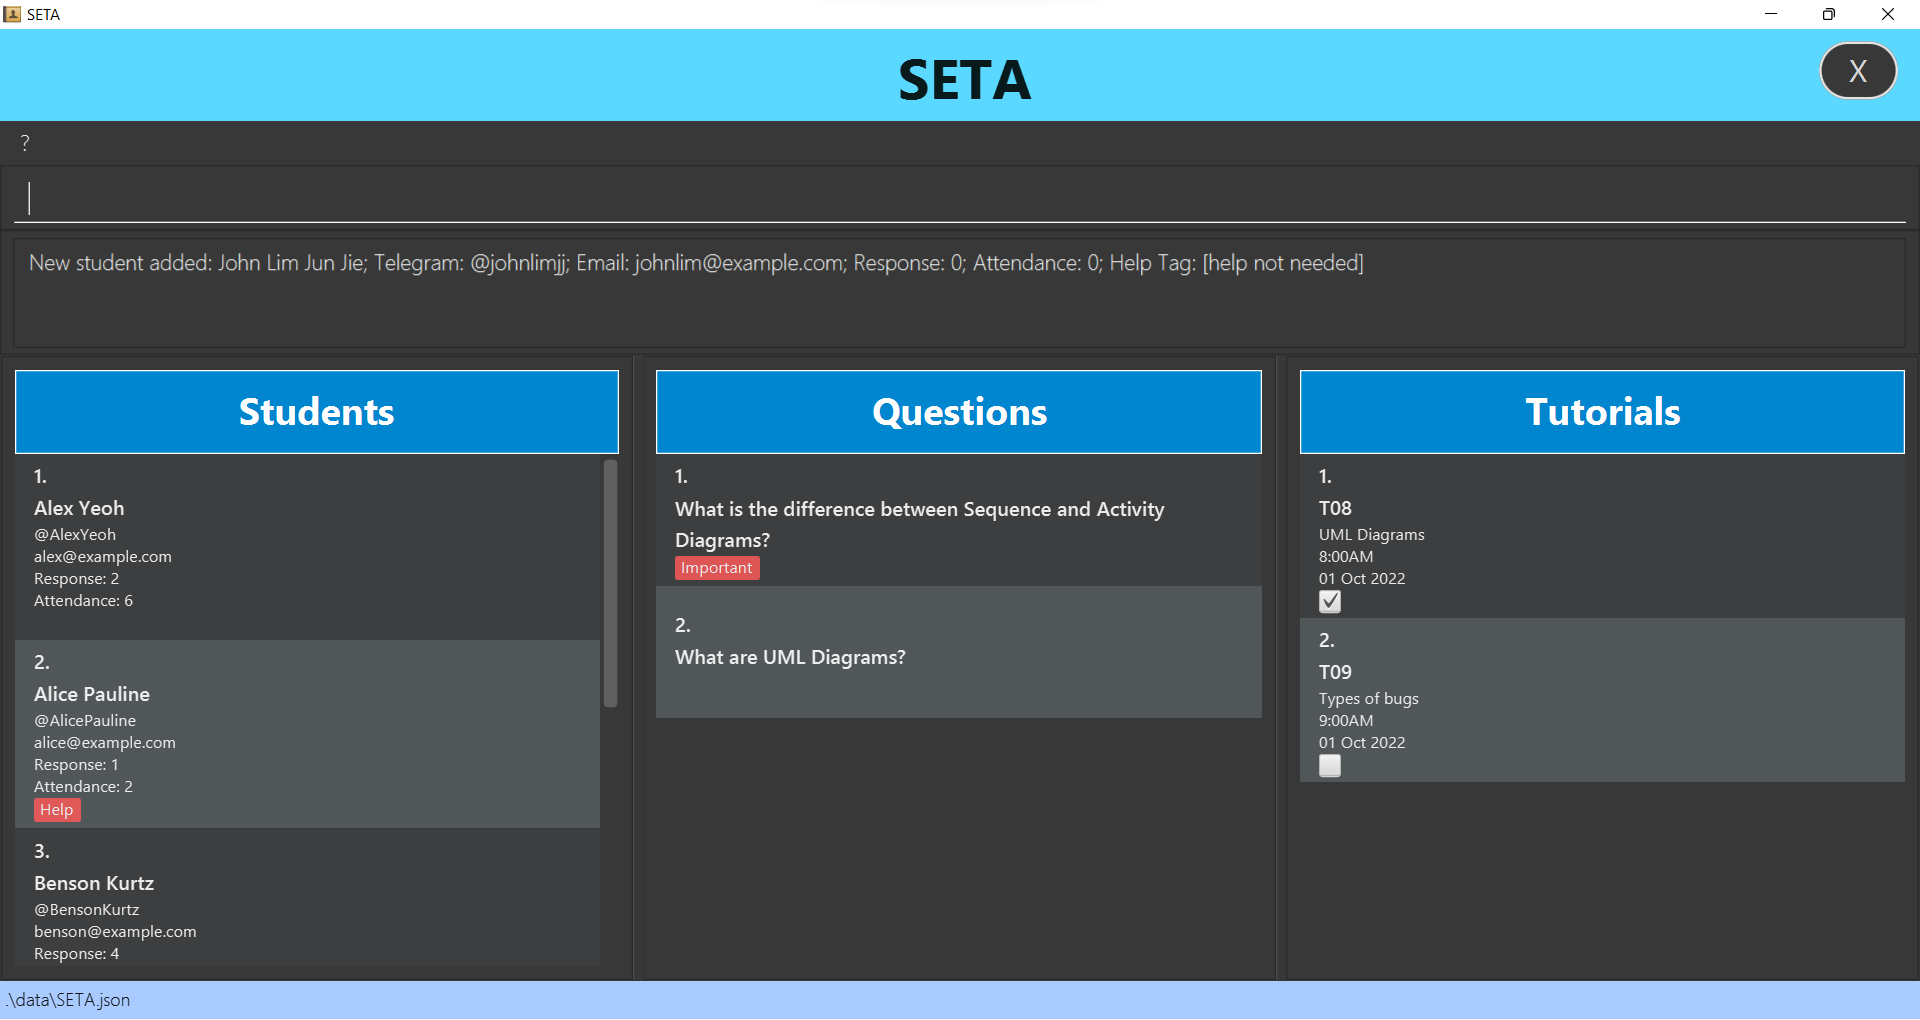 SETA
SETA
X
?
New student added: John Lim Jun Jie; Telegram: @johnlimjj; Email: johnlim@example.com; Response: 0; Attendance: 0; Help Tag: [help not needed]
Students
1.
Alex Yeoh
@AlexYeoh
alex@example.com
Response: 2
Attendance: 6
2.
Alice Pauline
@AlicePauline
alice@example.com
Response: 1
Attendance: 2
Help
3.
Benson Kurtz
@BensonKurtz
benson@example.com
Response: 4
Questions
1.
What is the difference between Sequence and Activity
Diagrams?
Important
2.
What are UML Diagrams?
Tutorials
1.
T08
UML Diagrams
8:00AM
01 Oct 2022
2.
T09
Types of bugs
9:00AM
01 Oct 2022
.\data\SETA.json